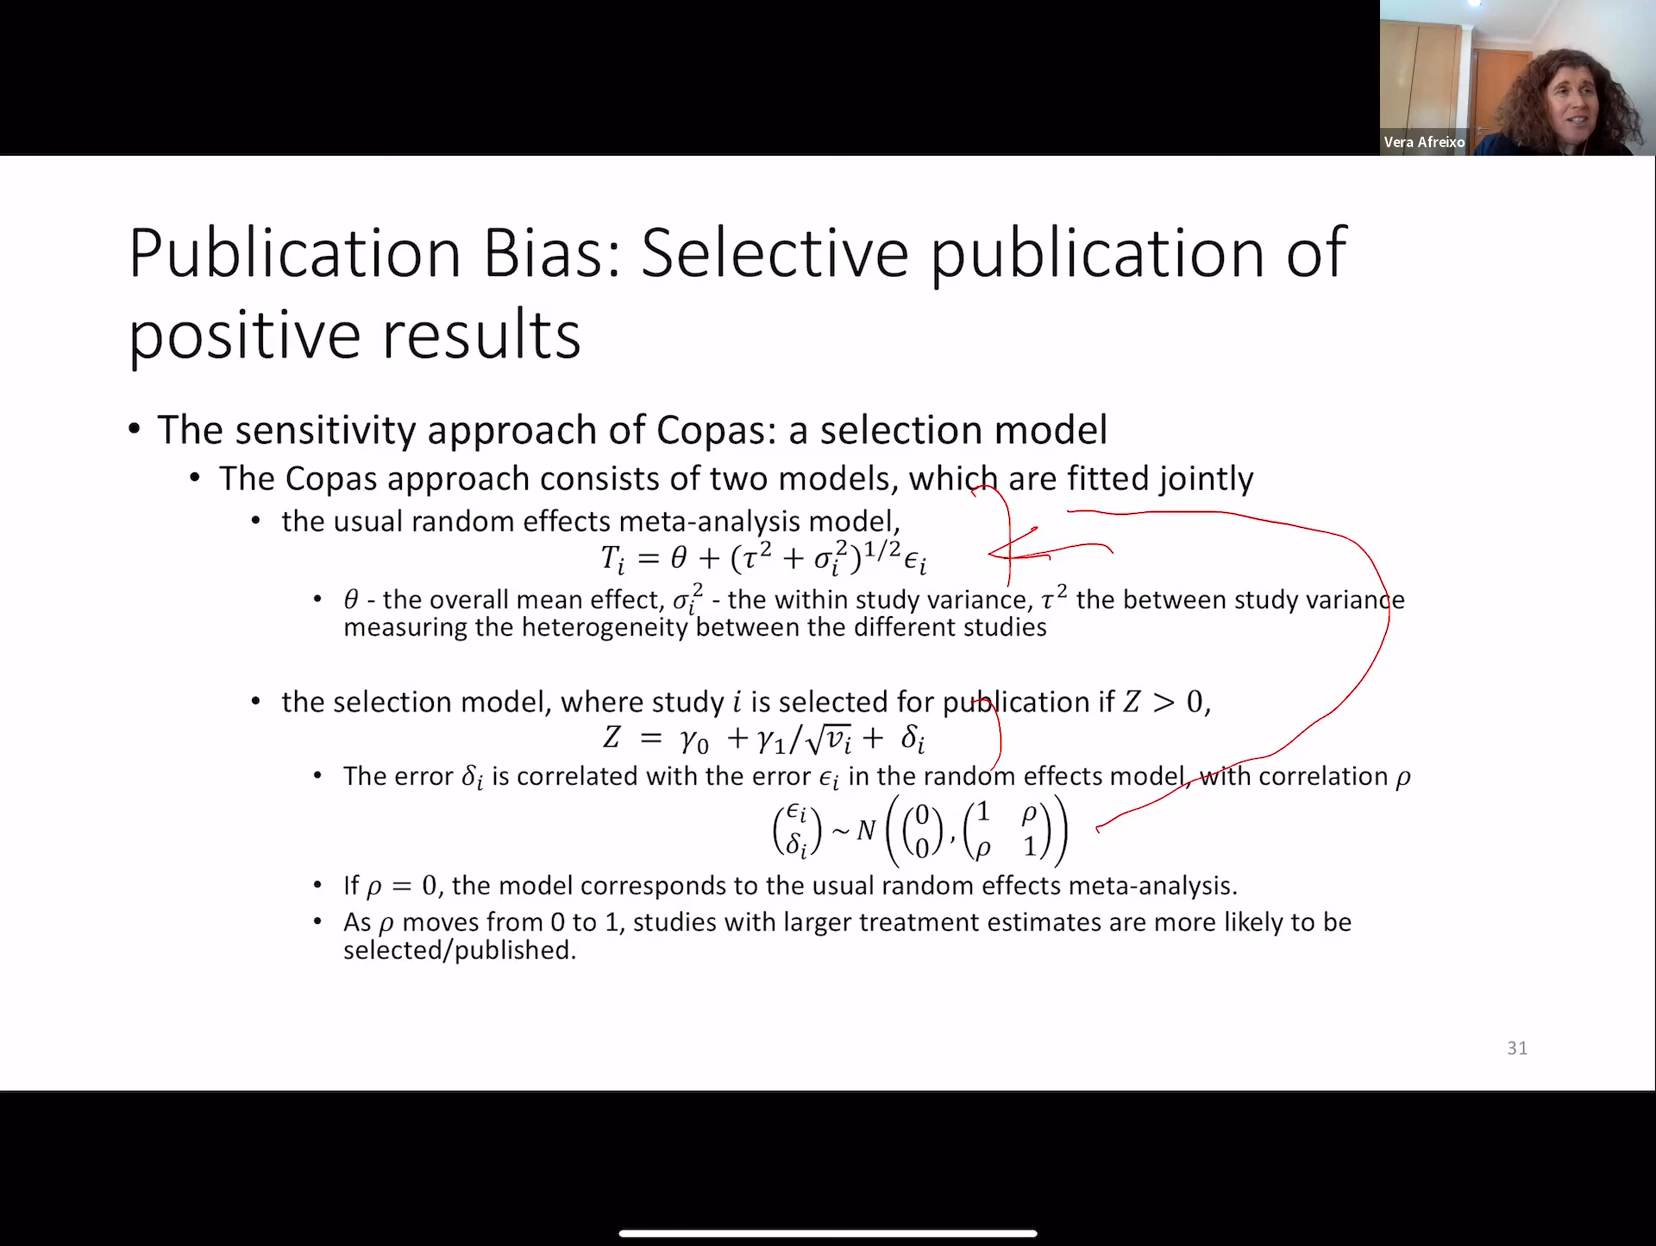 Vera Afreixo
Publication Bias: Selective publication of
positive results
• The sensitivity approach of Copas: a selection model
• The Copas approach consists of two models, which are fitted jointly
• the usual random effects meta-analysis model,
𝑇ᵢ = 𝜃 + (𝜏² + 𝜎ᵢ²)^{1/2}𝜖ᵢ
• 𝜃 - the overall mean effect, 𝜎ᵢ² - the within study variance, 𝜏² the between study variance
measuring the heterogeneity between the different studies
• the selection model, where study 𝑖 is selected for publication if 𝑍 > 0,
𝑍 = 𝛾₀ + 𝛾₁/√𝑣ᵢ + 𝛿ᵢ
• The error 𝛿ᵢ is correlated with the error 𝜖ᵢ in the random effects model, with correlation 𝜌
(𝜖ᵢ 𝛿ᵢ) ~ 𝑁 ((0 0), (1 𝜌 𝜌 1))
• If 𝜌 = 0, the model corresponds to the usual random effects meta-analysis.
• As 𝜌 moves from 0 to 1, studies with larger treatment estimates are more likely to be
selected/published.
31